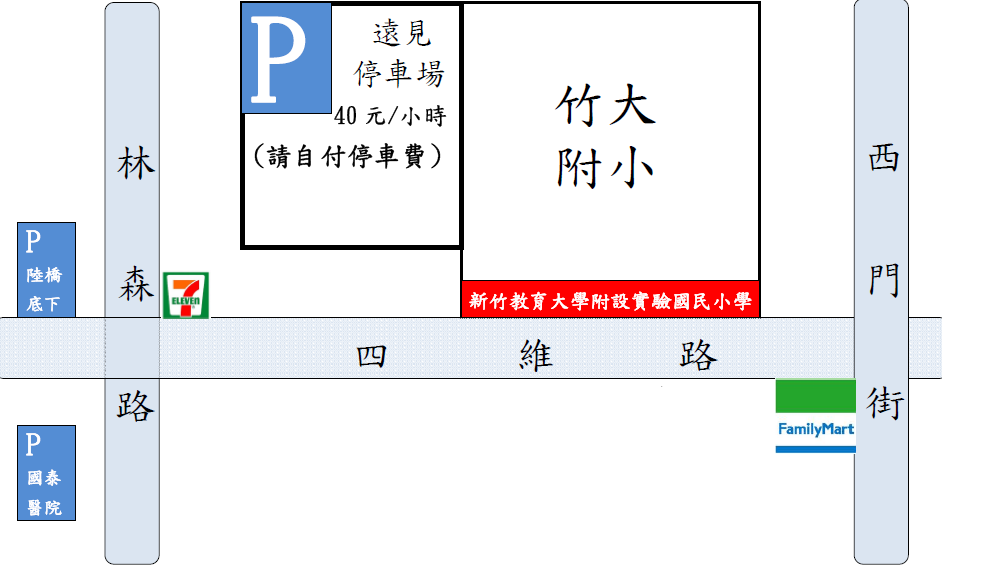 P
遠見
停車場
40元/小時
(請自付停車費)
竹大
附小
新竹教育大學附設實驗國民小學
林森路
西門街
四維路
P
陸橋
底下
7
ELEVEN
P
國泰
醫院
FamilyMart